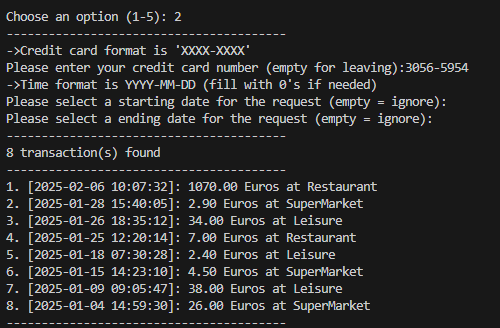 Choose an option (1-5): 2
----------------------------------------
->Credit card format is 'XXXX-XXXX'
Please enter your credit card number (empty for leaving):3056-5954
->Time format is YYYY-MM-DD (fill with 0's if needed)
Please select a starting date for the request (empty = ignore):
Please select a ending date for the request (empty = ignore):
----------------------------------------
8 transaction(s) found
----------------------------------------
1. [2025-02-06 10:07:32]: 1070.00 Euros at Restaurant
2. [2025-01-28 15:40:05]: 2.90 Euros at SuperMarket
3. [2025-01-26 18:35:12]: 34.00 Euros at Leisure
4. [2025-01-25 12:20:14]: 7.00 Euros at Restaurant
5. [2025-01-18 07:30:28]: 2.40 Euros at Leisure
6. [2025-01-15 14:23:10]: 4.50 Euros at SuperMarket
7. [2025-01-09 09:05:47]: 38.00 Euros at Leisure
8. [2025-01-04 14:59:30]: 26.00 Euros at SuperMarket
----------------------------------------